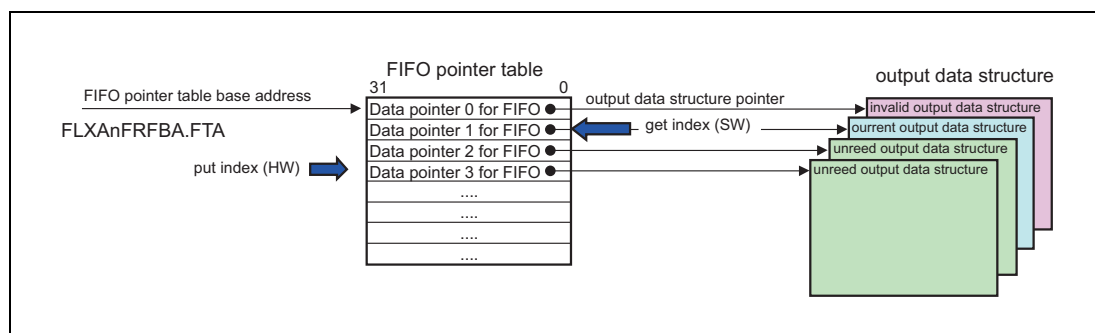 FIFO pointer table
output data structure
31 0
FIFO pointer table base address
FLXAnFRFBA.FTA
put index (HW)
Data pointer 0 for FIFO
Data pointer 1 for FIFO
Data pointer 2 for FIFO
Data pointer 3 for FIFO
....
....
....
....
output data structure pointer
get index (SW)
invalid output data structure
ourrent output data structure
unreed output data structure
unreed output data structure